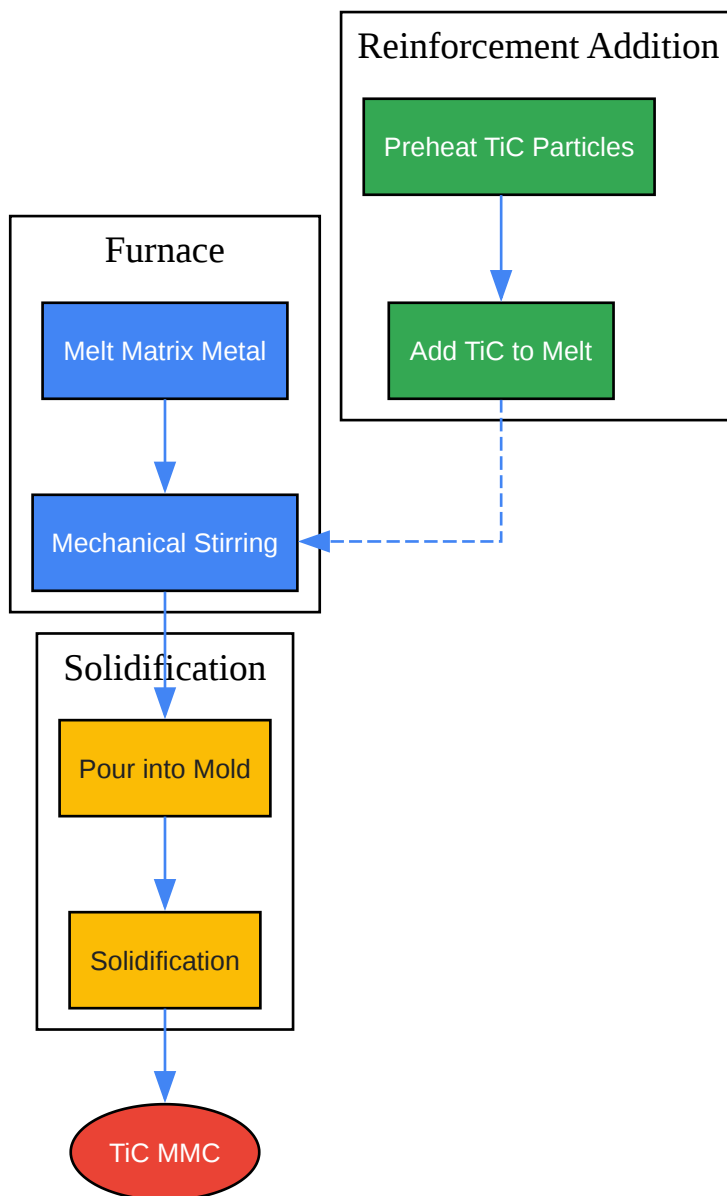 Reinforcement Addition
Preheat TiC Particles
Add TiC to Melt
Furnace
Melt Matrix Metal
Mechanical Stirring
Solidification
Pour into Mold
Solidification
TiC MMC